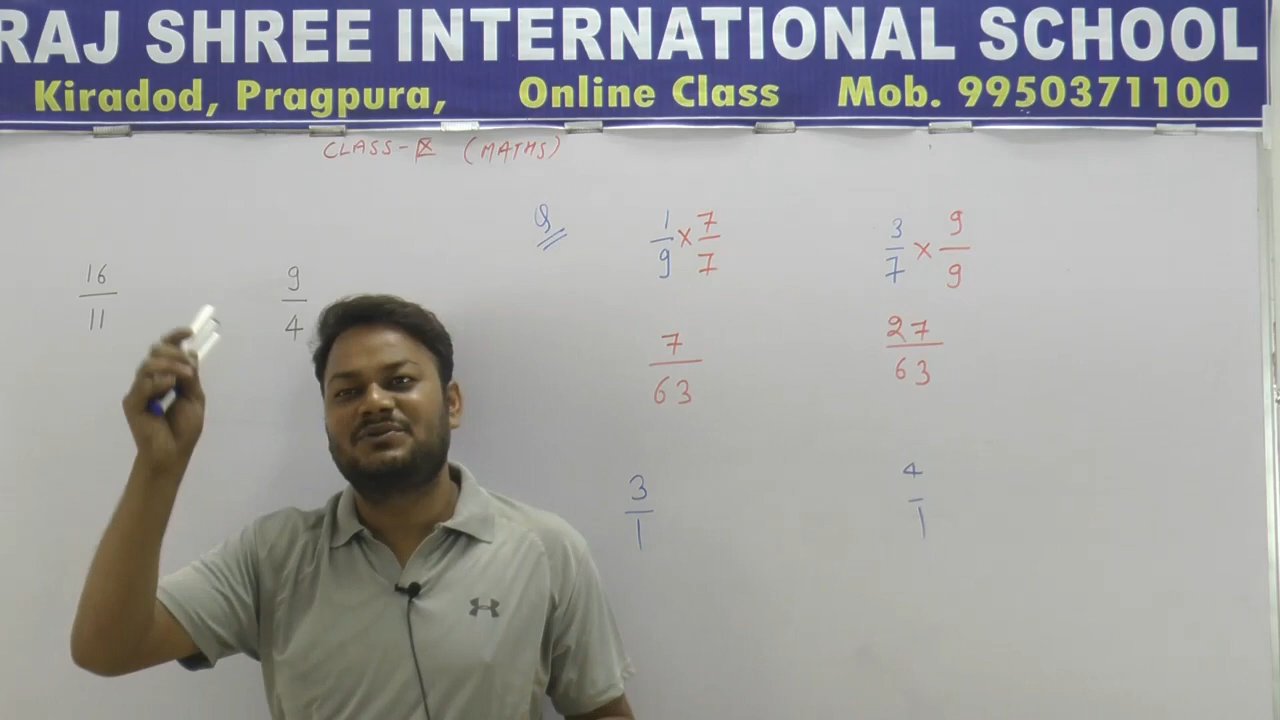 RAJ SHREE INTERNATIONAL SCHOOL
Kiradod, Pragpura, Online Class Mob. 9950371100
CLASS-IX (MATHS)
Q
1/9 × 7/7
3/7 × 9/9
16/11
9/4
7/63
27/63
3/1
4/1